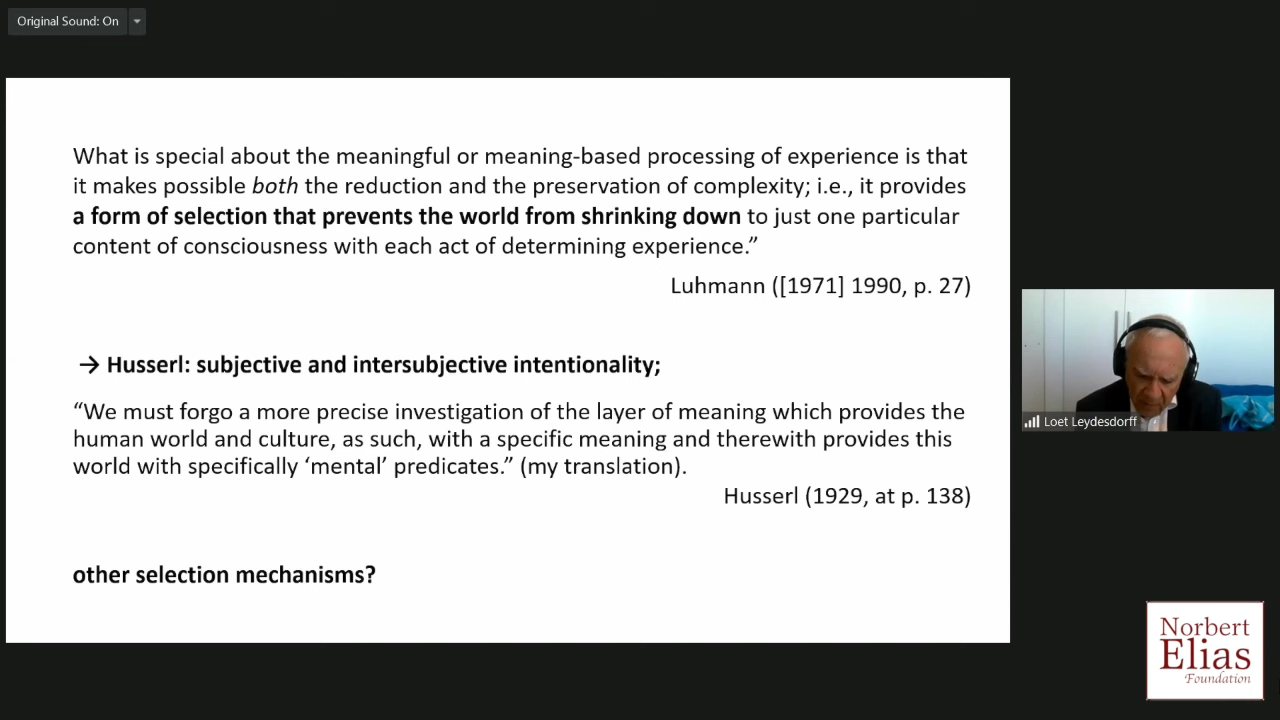 Original Sound: On
What is special about the meaningful or meaning-based processing of experience is that
it makes possible both the reduction and the preservation of complexity; i.e., it provides
a form of selection that prevents the world from shrinking down to just one particular
content of consciousness with each act of determining experience.”
Luhmann ([1971] 1990, p. 27)
→ Husserl: subjective and intersubjective intentionality;
“We must forgo a more precise investigation of the layer of meaning which provides the
human world and culture, as such, with a specific meaning and therewith provides this
world with specifically ‘mental’ predicates.” (my translation).
Husserl (1929, at p. 138)
other selection mechanisms?
Loet Leydesdorff
Norbert
Elias
Foundation